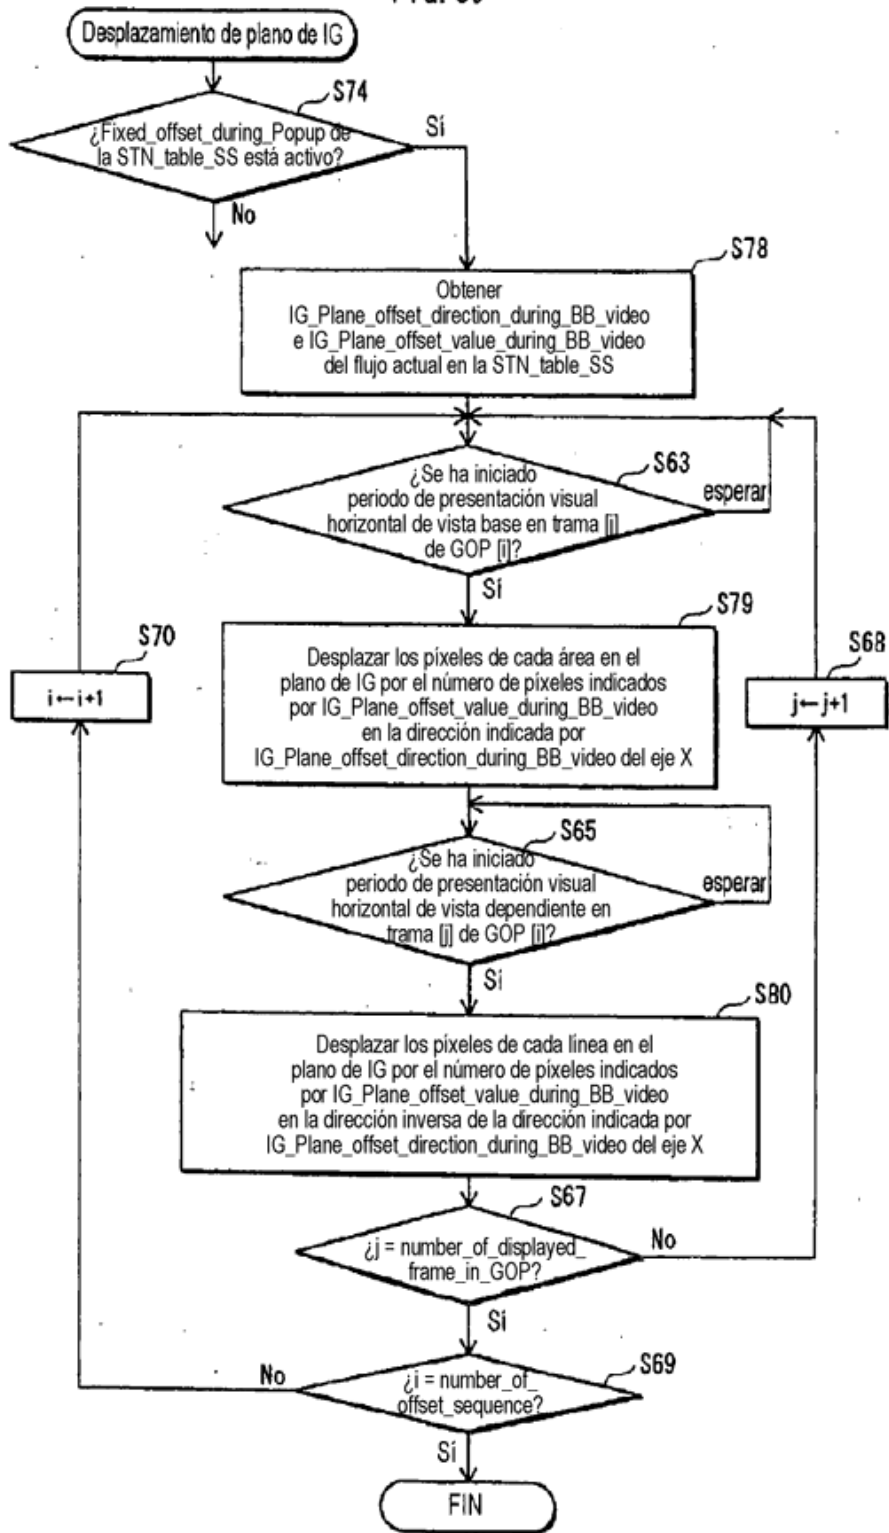 Desplazamiento de plano de IG
S74
¿Fixed_offset_during_Popup de
la STN_table_SS está activo?
Sí
No
S78
Obtener
IG_Plane_offset_direction_during_BB_video
e IG_Plane_offset_value_during_BB_video
del flujo actual en la STN_table_SS
S63
¿Se ha iniciado
periodo de presentación visual
horizontal de vista base en trama [j]
de GOP [i]?
esperar
Sí
S79
Desplazar los píxeles de cada área en el
plano de IG por el número de píxeles indicados
por IG_Plane_offset_value_during_BB_video
en la dirección indicada por
IG_Plane_offset_direction_during_BB_video del eje X
S70
i←i+1
S68
j←j+1
S65
¿Se ha iniciado
periodo de presentación visual
horizontal de vista dependiente en
trama [j] de GOP [i]?
esperar
Sí
S80
Desplazar los píxeles de cada línea en el
plano de IG por el número de píxeles indicados
por IG_Plane_offset_value_during_BB_video
en la dirección inversa de la dirección indicada por
IG_Plane_offset_direction_during_BB_video del eje X
S67
¿j = number_of_displayed_
frame_in_GOP?
No
Sí
S69
¿i = number_of_
offset_sequence?
No
Sí
FIN